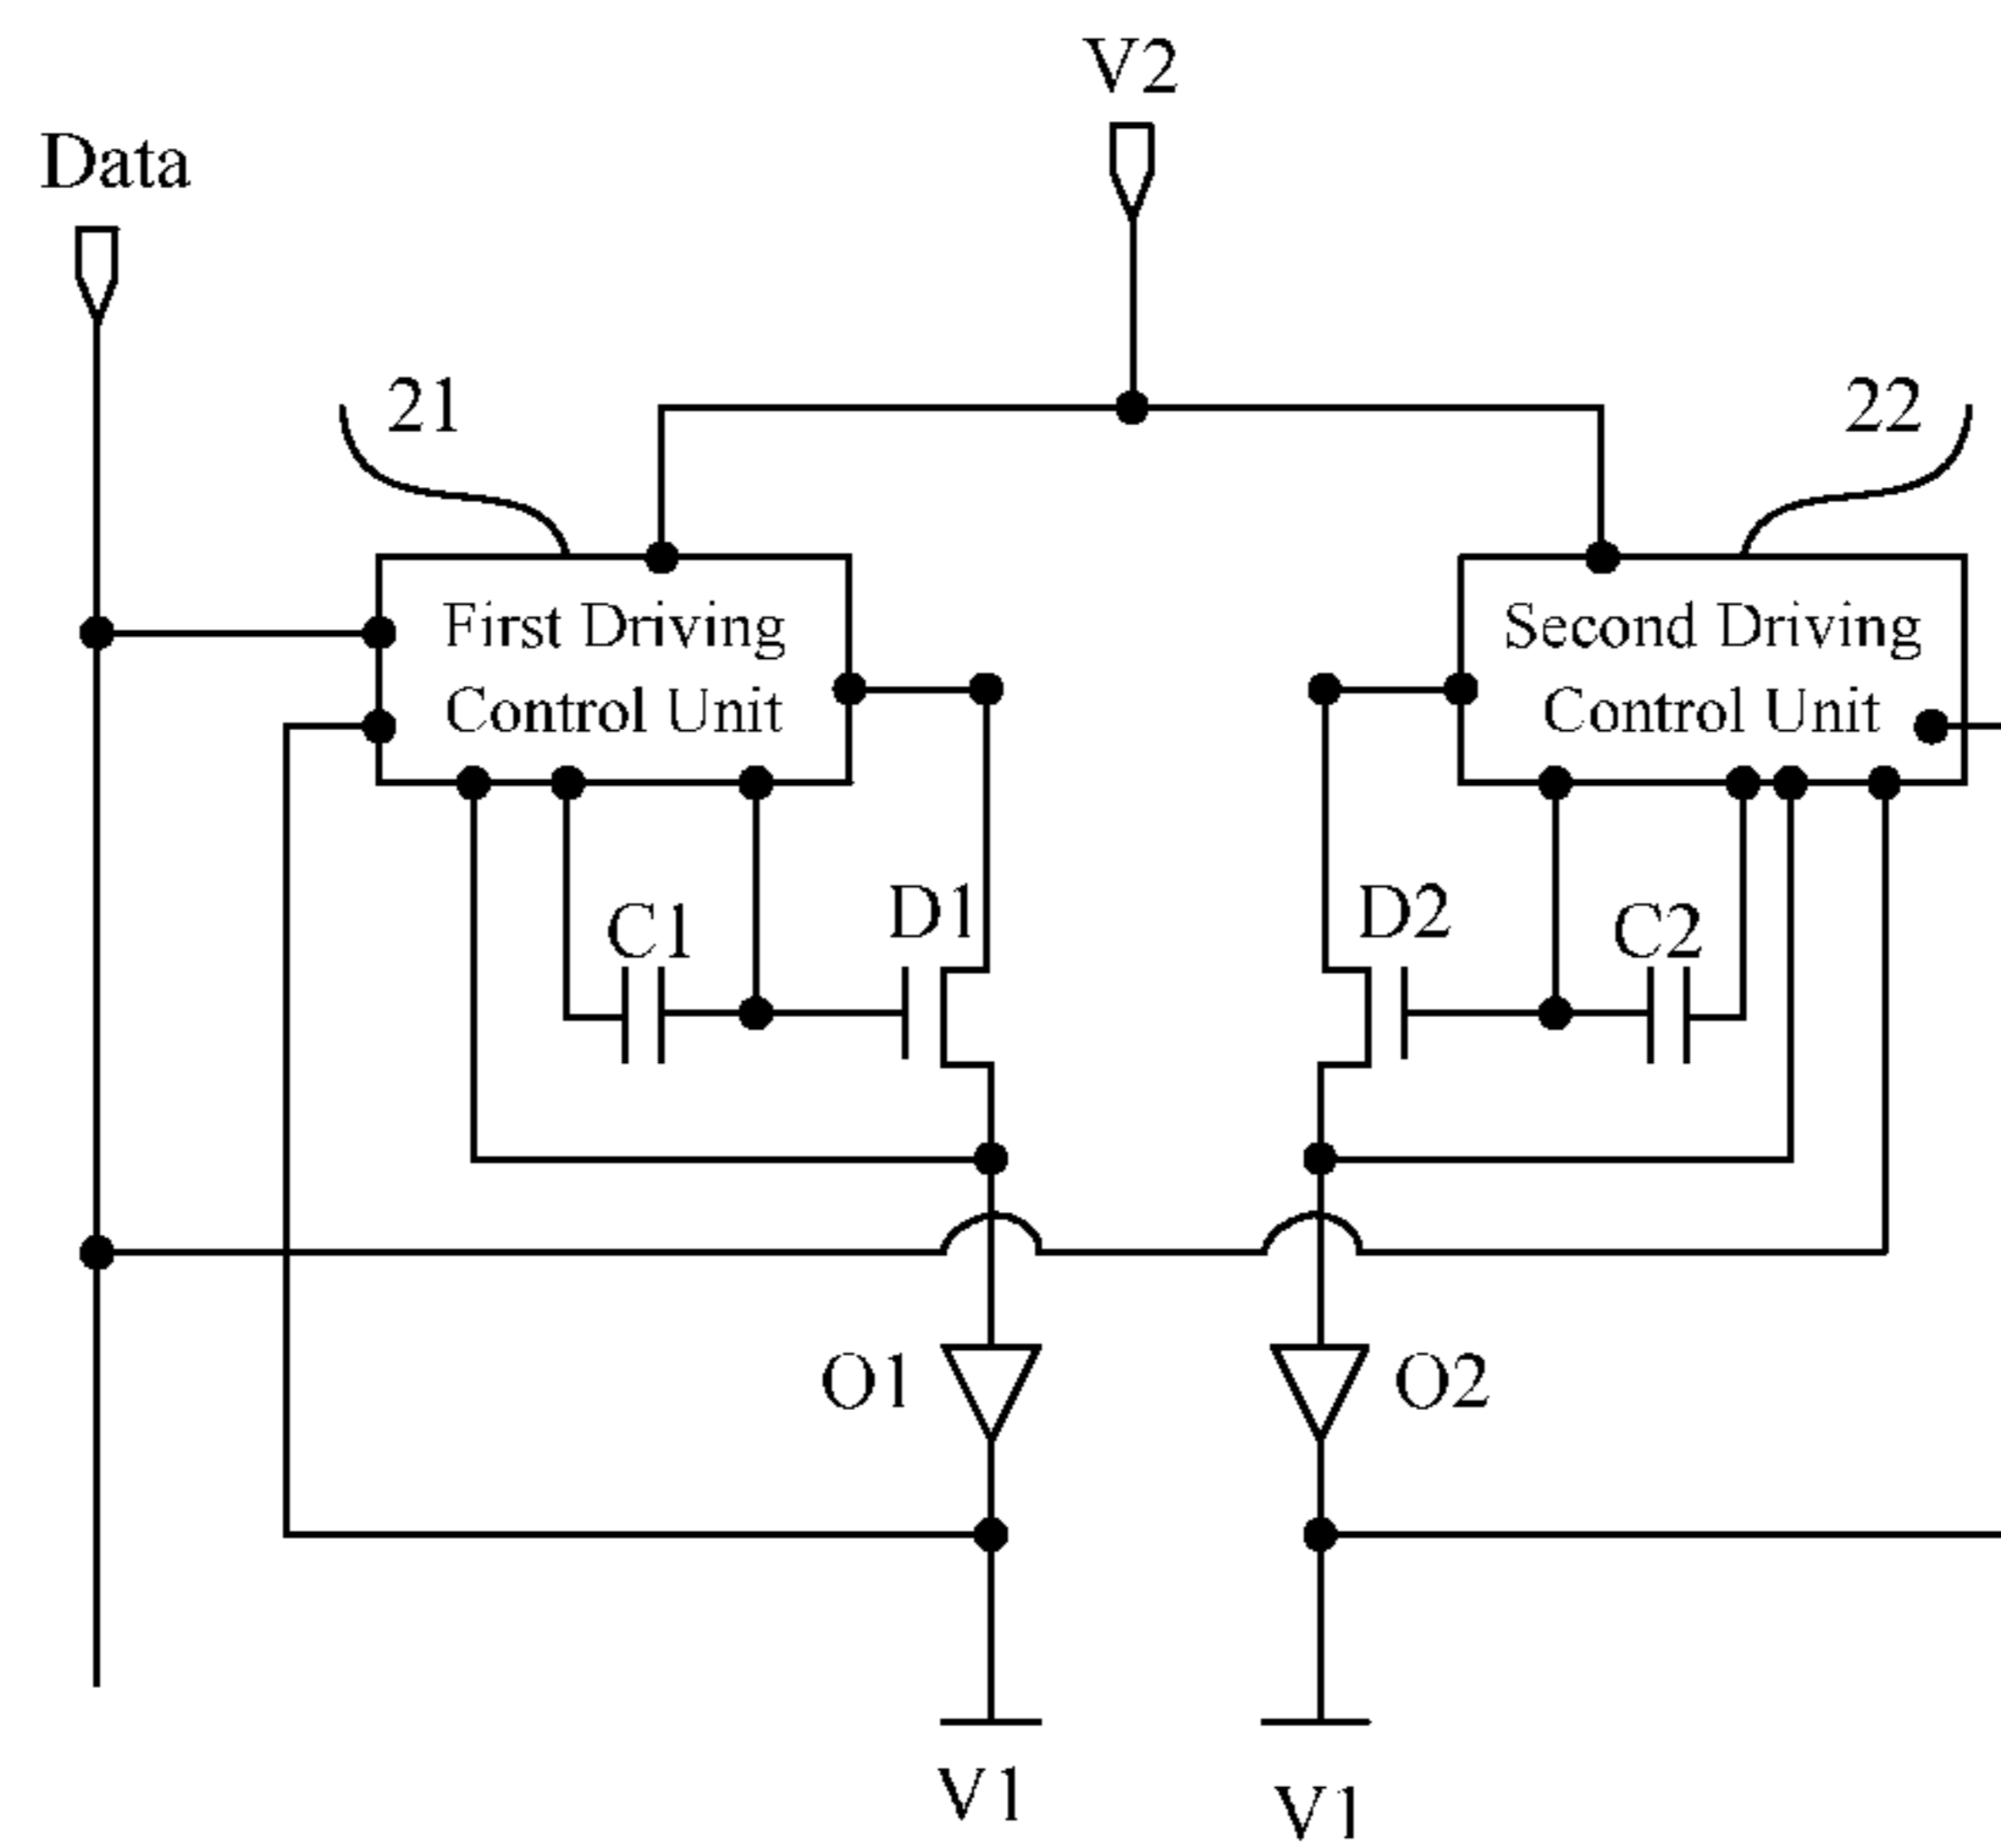 V2
Data
21
22
First Driving
Control Unit
Second Driving
Control Unit
D1
D2
C1
C2
O1
O2
V1
V1